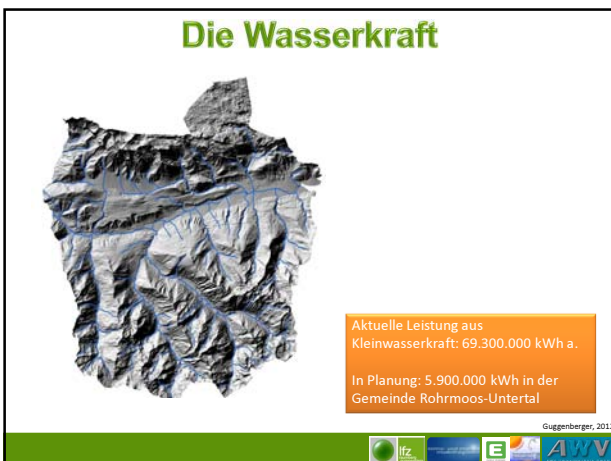 Die Wasserkraft
Aktuelle Leistung aus
Kleinwasserkraft: 69.300.000 kWh a.
In Planung: 5.900.000 kWh in der
Gemeinde Rohrmoos-Untertal
Guggenberger, 2012
lfz
E
AWV